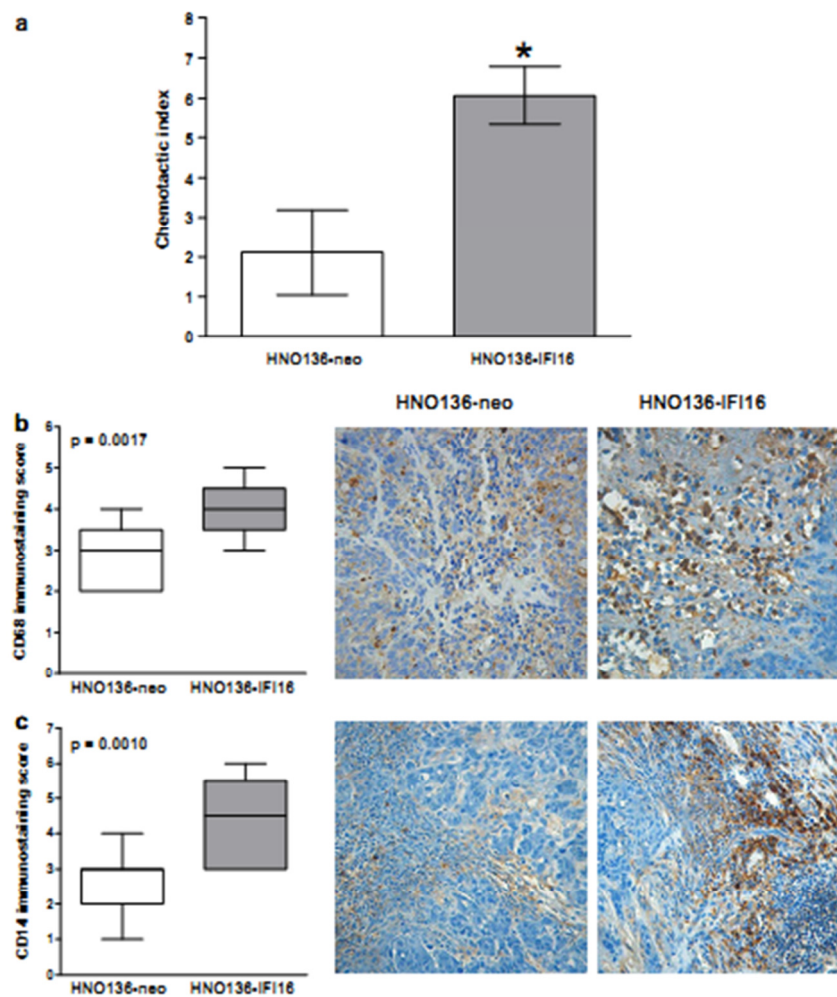 a
8
7
6
5
4
3
2
1
0
Chemotactic index
*
HNO136-neo HNO136-IFI16
HNO136-neo HNO136-IFI16
b
6
5
4
3
2
1
0
CD68 immunostaining score
p = 0.0017
HNO136-neo HNO136-IFI16
c
7
6
5
4
3
2
1
0
CD14 immunostaining score
p = 0.0010
HNO136-neo HNO136-IFI16